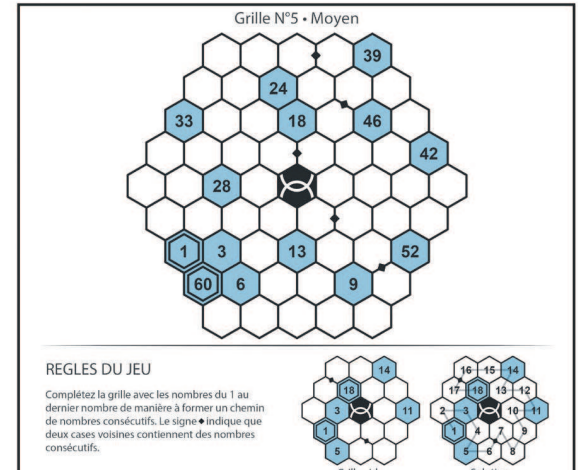 Grille N°5 • Moyen
39
24
33 18 46
42
28
1 3 13 52
60 6 9
REGLES DU JEU
Complétez la grille avec les nombres du 1 au
dernier nombre de manière à former un chemin
de nombres consécutifs. Le signe ◆ indique que
deux cases voisines contiennent des nombres
consécutifs.
14
18
3 11
1
5
16 15 14
17 18 13 12
2 3 10 11
1 4 7 9
5 6 8